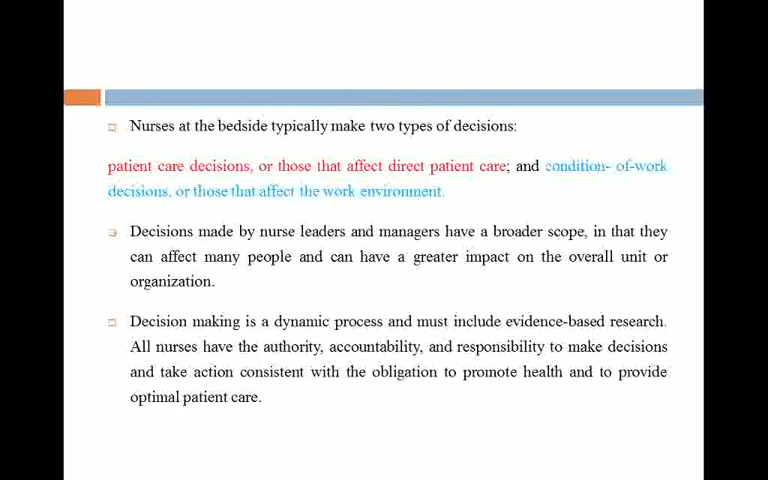 Nurses at the bedside typically make two types of decisions:
patient care decisions, or those that affect direct patient care; and condition- of-work
decisions, or those that affect the work environment.
Decisions made by nurse leaders and managers have a broader scope, in that they
can affect many people and can have a greater impact on the overall unit or
organization.
Decision making is a dynamic process and must include evidence-based research.
All nurses have the authority, accountability, and responsibility to make decisions
and take action consistent with the obligation to promote health and to provide
optimal patient care.